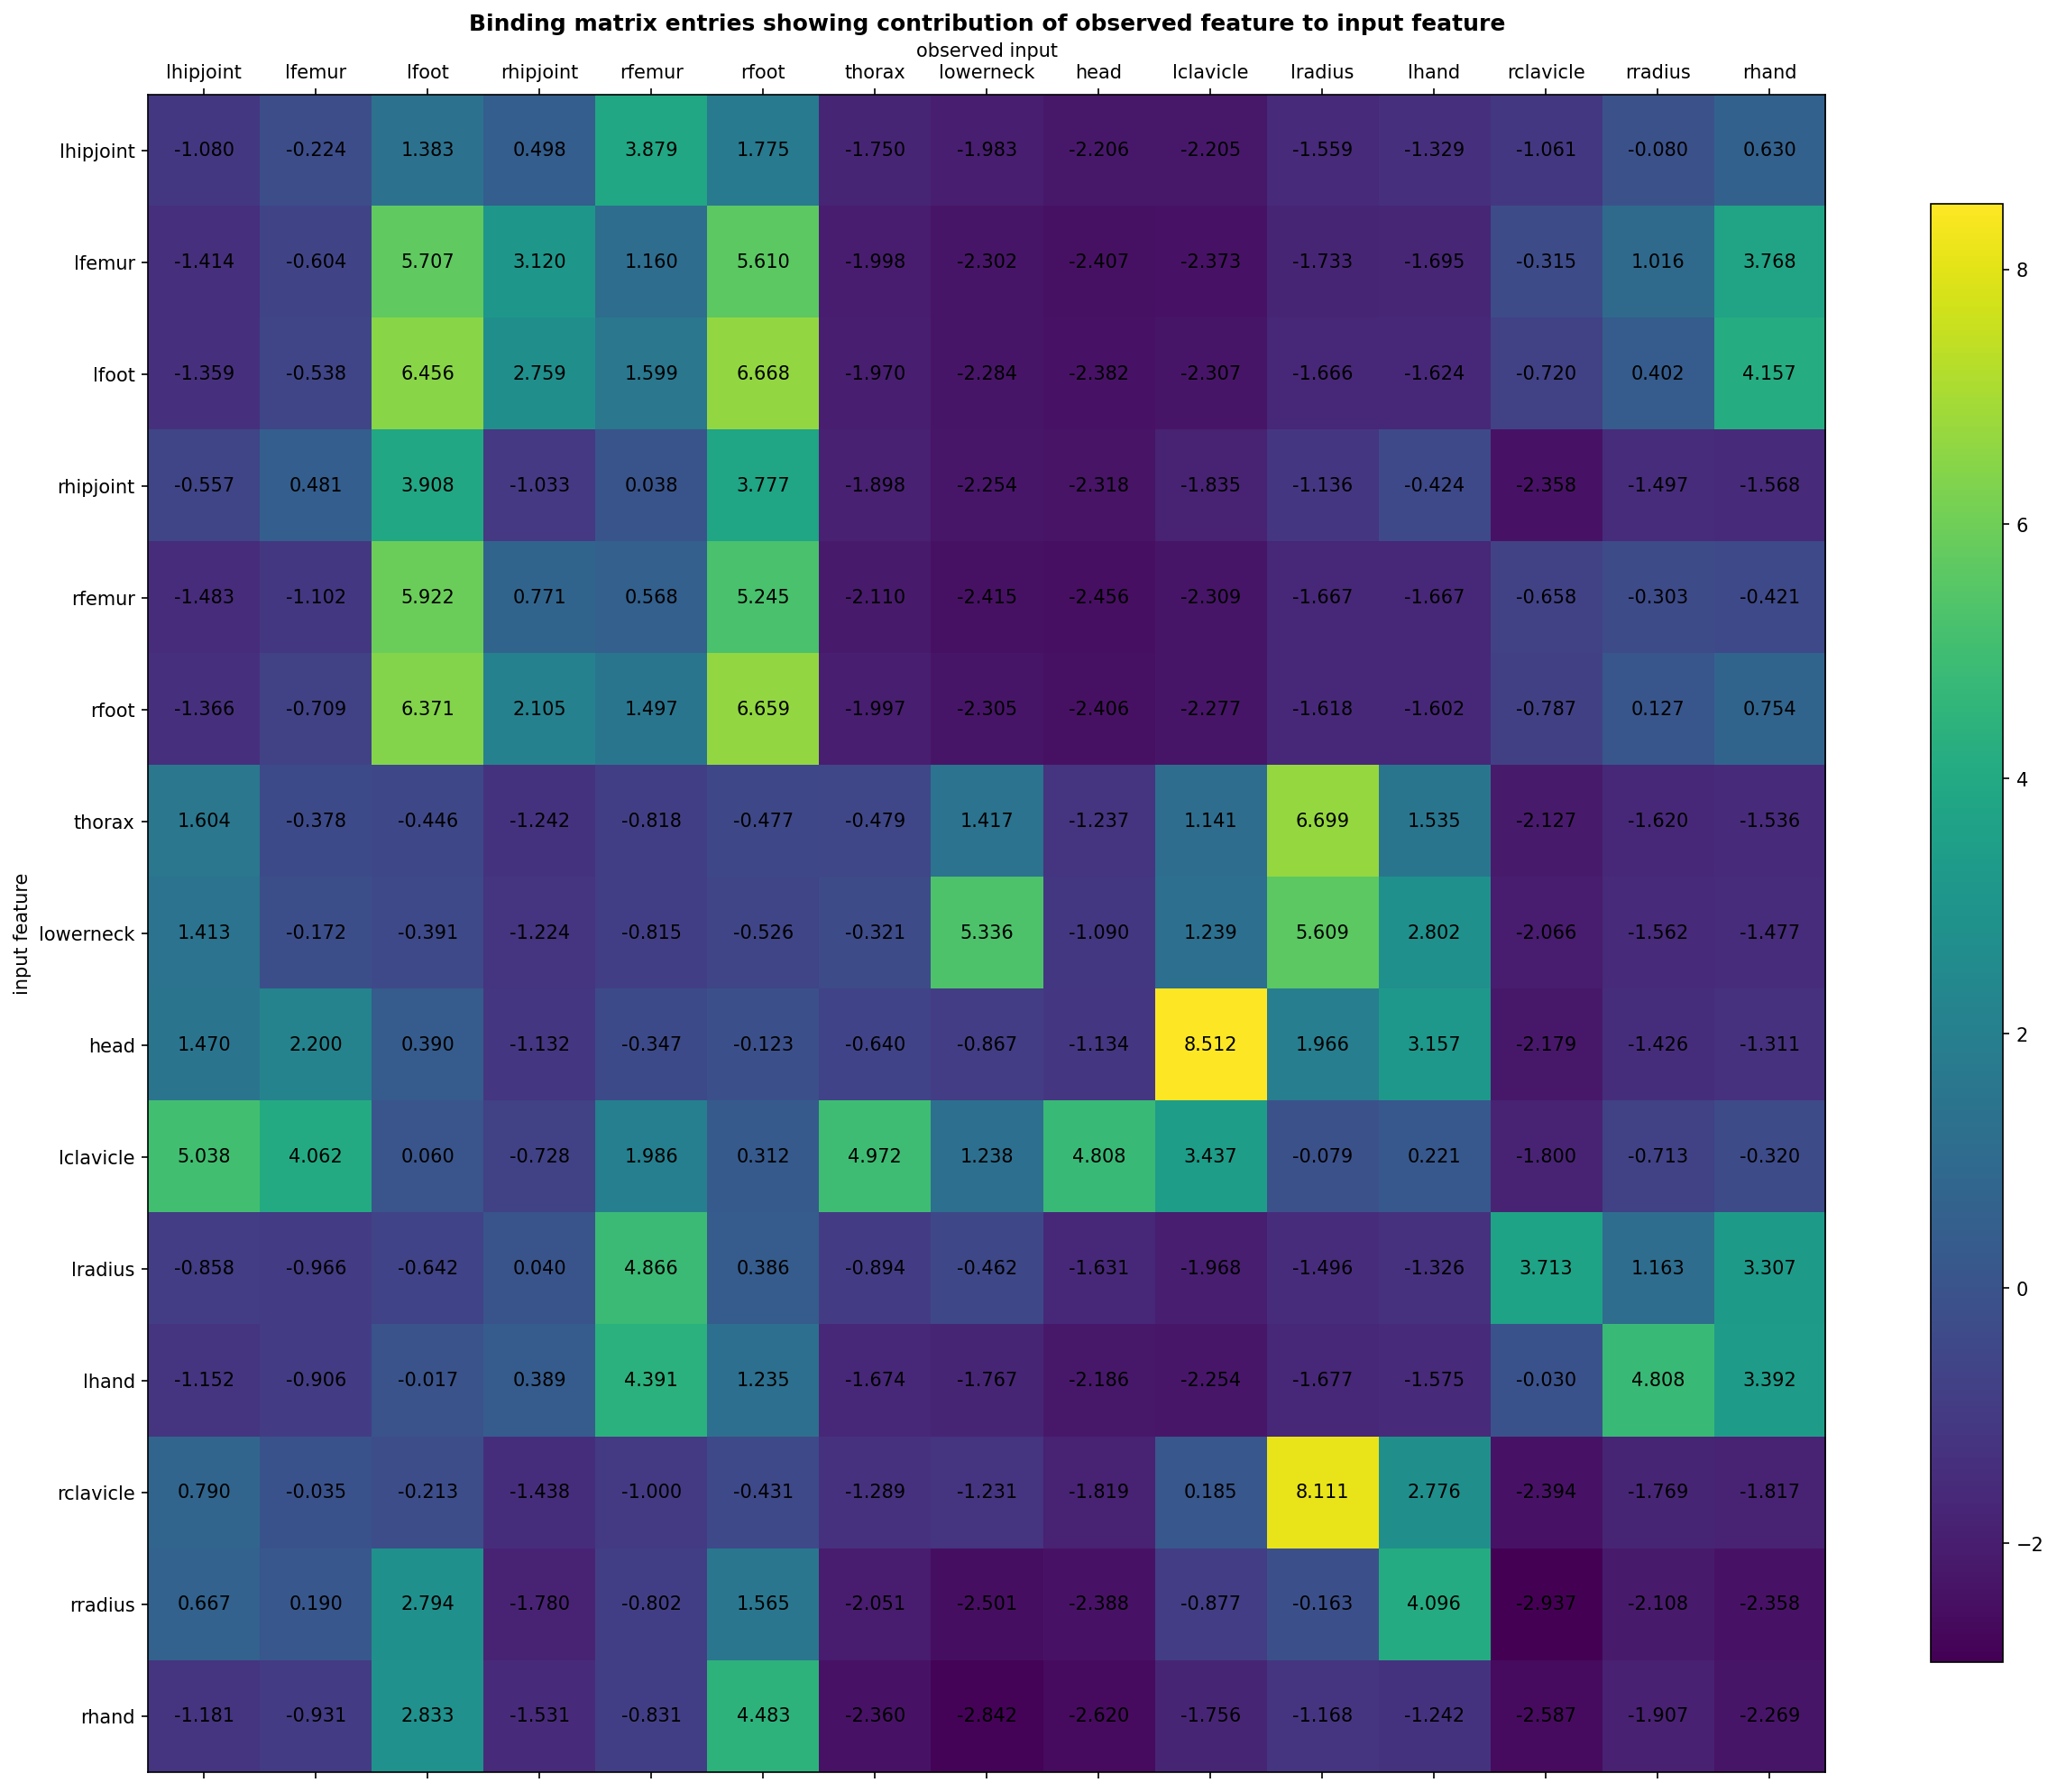 Binding matrix entries showing contribution of observed feature to input feature
observed input
lhipjoint lfemur lfoot rhipjoint rfemur rfoot thorax lowerneck head lclavicle lradius lhand rclavicle rradius rhand
lhipjoint -1.080 -0.224 1.383 0.498 3.879 1.775 -1.750 -1.983 -2.206 -2.205 -1.559 -1.329 -1.061 -0.080 0.630
lfemur -1.414 -0.604 5.707 3.120 1.160 5.610 -1.998 -2.302 -2.407 -2.373 -1.733 -1.695 -0.315 1.016 3.768
8
lfoot -1.359 -0.538 6.456 2.759 1.599 6.668 -1.970 -2.284 -2.382 -2.307 -1.666 -1.624 -0.720 0.402 4.157
rhipjoint -0.557 0.481 3.908 -1.033 0.038 3.777 -1.898 -2.254 -2.318 -1.835 -1.136 -0.424 -2.358 -1.497 -1.568
6
rfemur -1.483 -1.102 5.922 0.771 0.568 5.245 -2.110 -2.415 -2.456 -2.309 -1.667 -1.667 -0.658 -0.303 -0.421
rfoot -1.366 -0.709 6.371 2.105 1.497 6.659 -1.997 -2.305 -2.406 -2.277 -1.618 -1.602 -0.787 0.127 0.754
4
thorax 1.604 -0.378 -0.446 -1.242 -0.818 -0.477 -0.479 1.417 -1.237 1.141 6.699 1.535 -2.127 -1.620 -1.536
input feature
lowerneck 1.413 -0.172 -0.391 -1.224 -0.815 -0.526 -0.321 5.336 -1.090 1.239 5.609 2.802 -2.066 -1.562 -1.477
2
head 1.470 2.200 0.390 -1.132 -0.347 -0.123 -0.640 -0.867 -1.134 8.512 1.966 3.157 -2.179 -1.426 -1.311
lclavicle 5.038 4.062 0.060 -0.728 1.986 0.312 4.972 1.238 4.808 3.437 -0.079 0.221 -1.800 -0.713 -0.320
lradius -0.858 -0.966 -0.642 0.040 4.866 0.386 -0.894 -0.462 -1.631 -1.968 -1.496 -1.326 3.713 1.163 3.307
0
lhand -1.152 -0.906 -0.017 0.389 4.391 1.235 -1.674 -1.767 -2.186 -2.254 -1.677 -1.575 -0.030 4.808 3.392
rclavicle 0.790 -0.035 -0.213 -1.438 -1.000 -0.431 -1.289 -1.231 -1.819 0.185 8.111 2.776 -2.394 -1.769 -1.817
−2
rradius 0.667 0.190 2.794 -1.780 -0.802 1.565 -2.051 -2.501 -2.388 -0.877 -0.163 4.096 -2.937 -2.108 -2.358
rhand -1.181 -0.931 2.833 -1.531 -0.831 4.483 -2.360 -2.842 -2.620 -1.756 -1.168 -1.242 -2.587 -1.907 -2.269